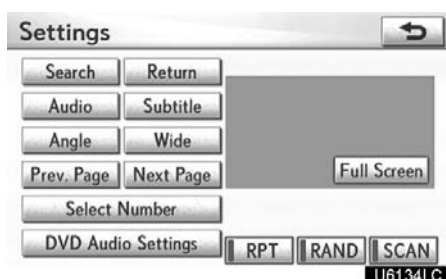 Settings
Search Return
Audio Subtitle
Angle Wide
Prev. Page Next Page Full Screen
Select Number
DVD Audio Settings RPT RAND SCAN
U6134LC